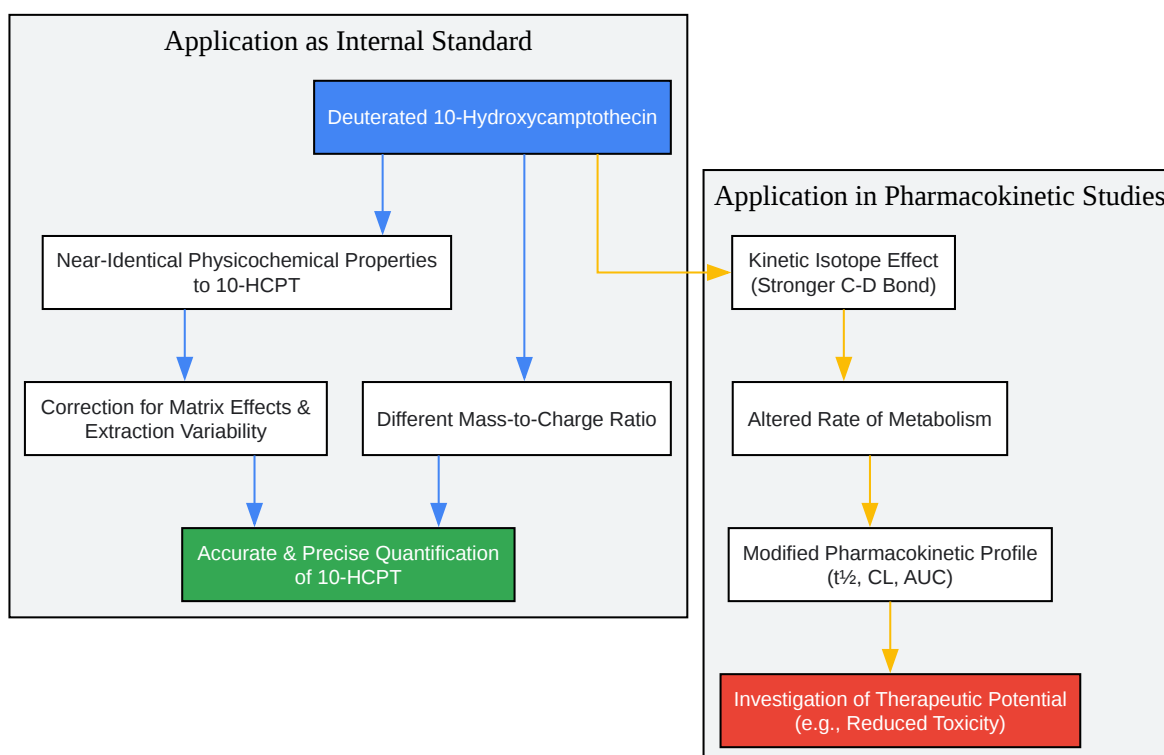 Application as Internal Standard
Deuterated 10-Hydroxycamptothecin
Near-Identical Physicochemical Properties
to 10-HCPT
Correction for Matrix Effects &
Extraction Variability
Different Mass-to-Charge Ratio
Accurate & Precise Quantification
of 10-HCPT
Application in Pharmacokinetic Studies
Kinetic Isotope Effect
(Stronger C-D Bond)
Altered Rate of Metabolism
Modified Pharmacokinetic Profile
(t½, CL, AUC)
Investigation of Therapeutic Potential
(e.g., Reduced Toxicity)